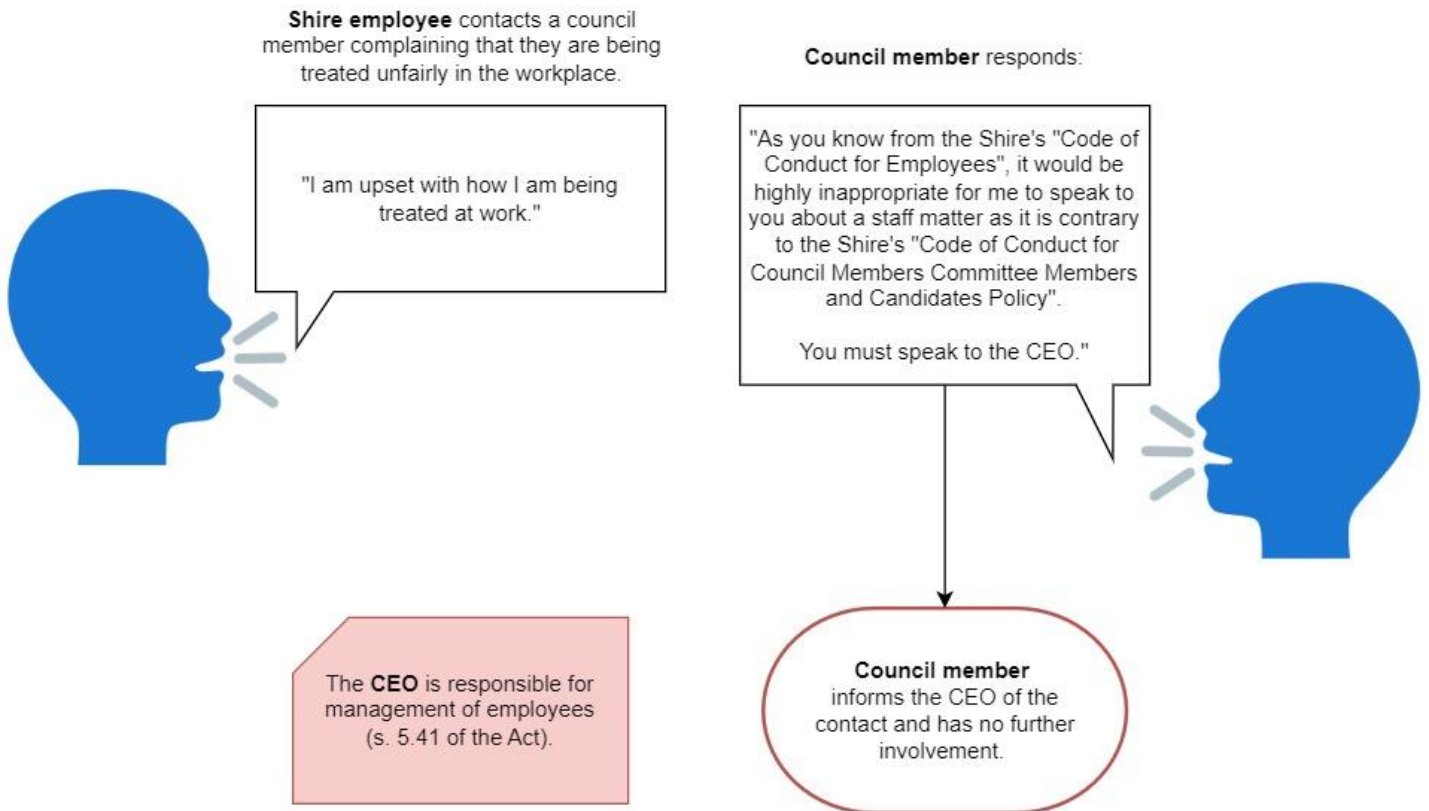 Shire employee contacts a council
member complaining that they are being
treated unfairly in the workplace.
"I am upset with how I am being
treated at work."
Council member responds:
"As you know from the Shire's "Code of
Conduct for Employees", it would be
highly inappropriate for me to speak to
you about a staff matter as it is contrary
to the Shire's "Code of Conduct for
Council Members Committee Members
and Candidates Policy".
You must speak to the CEO."
The CEO is responsible for
management of employees
(s. 5.41 of the Act).
Council member
informs the CEO of the
contact and has no further
involvement.